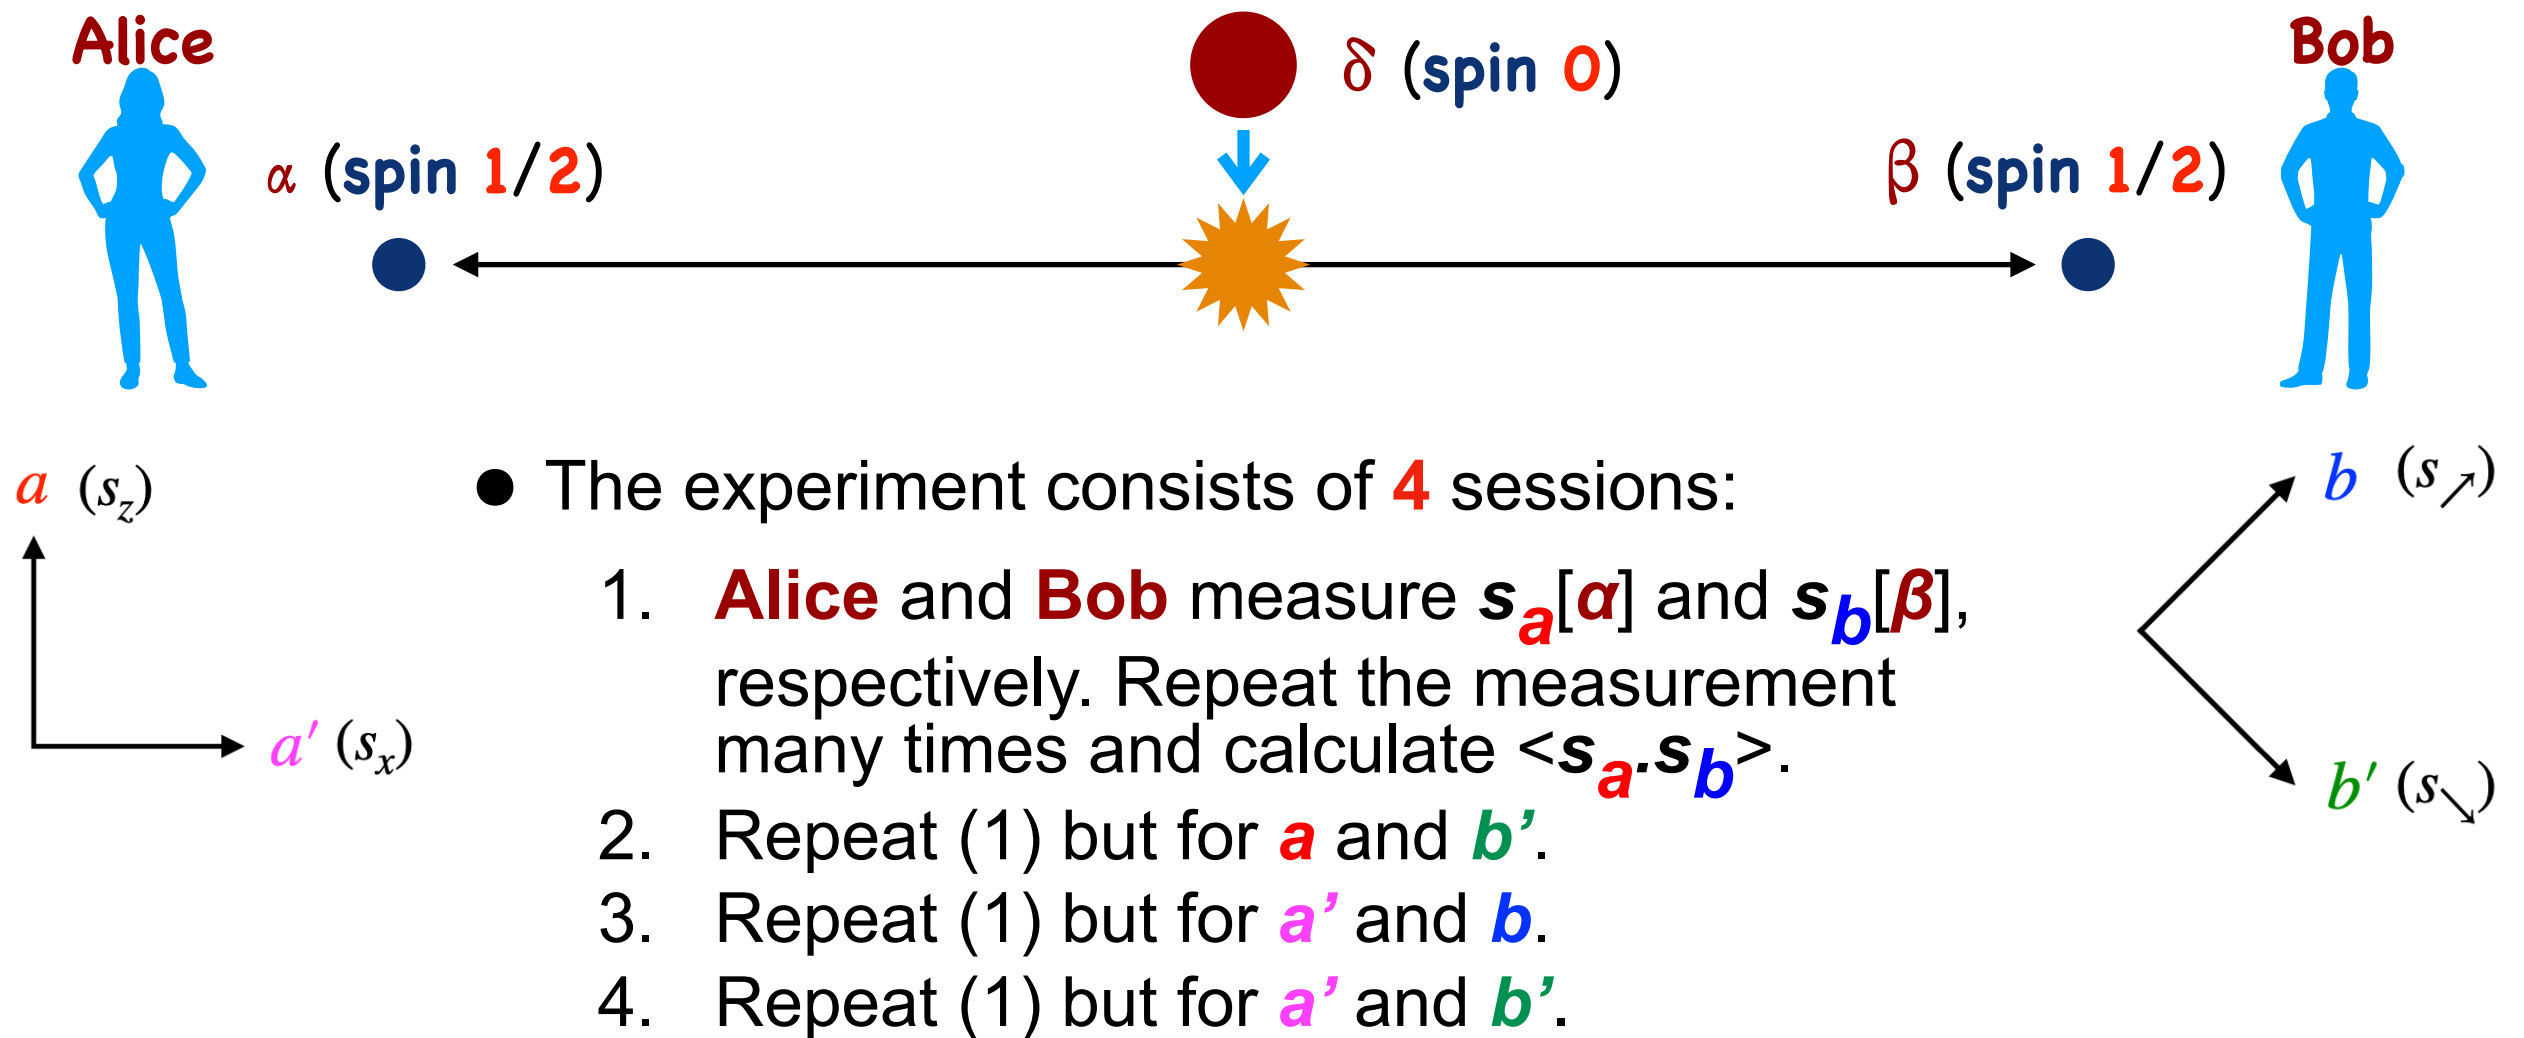 Alice
δ (spin 0)
Bob
α (spin 1/2)
β (spin 1/2)
a (s_z)
b (s↗)
● The experiment consists of 4 sessions:
1. Alice and Bob measure s_a[α] and s_b[β],
respectively. Repeat the measurement
many times and calculate <s_a.s_b>.
a′ (s_x)
b′ (s↘)
2. Repeat (1) but for a and b’.
3. Repeat (1) but for a’ and b.
4. Repeat (1) but for a’ and b’.